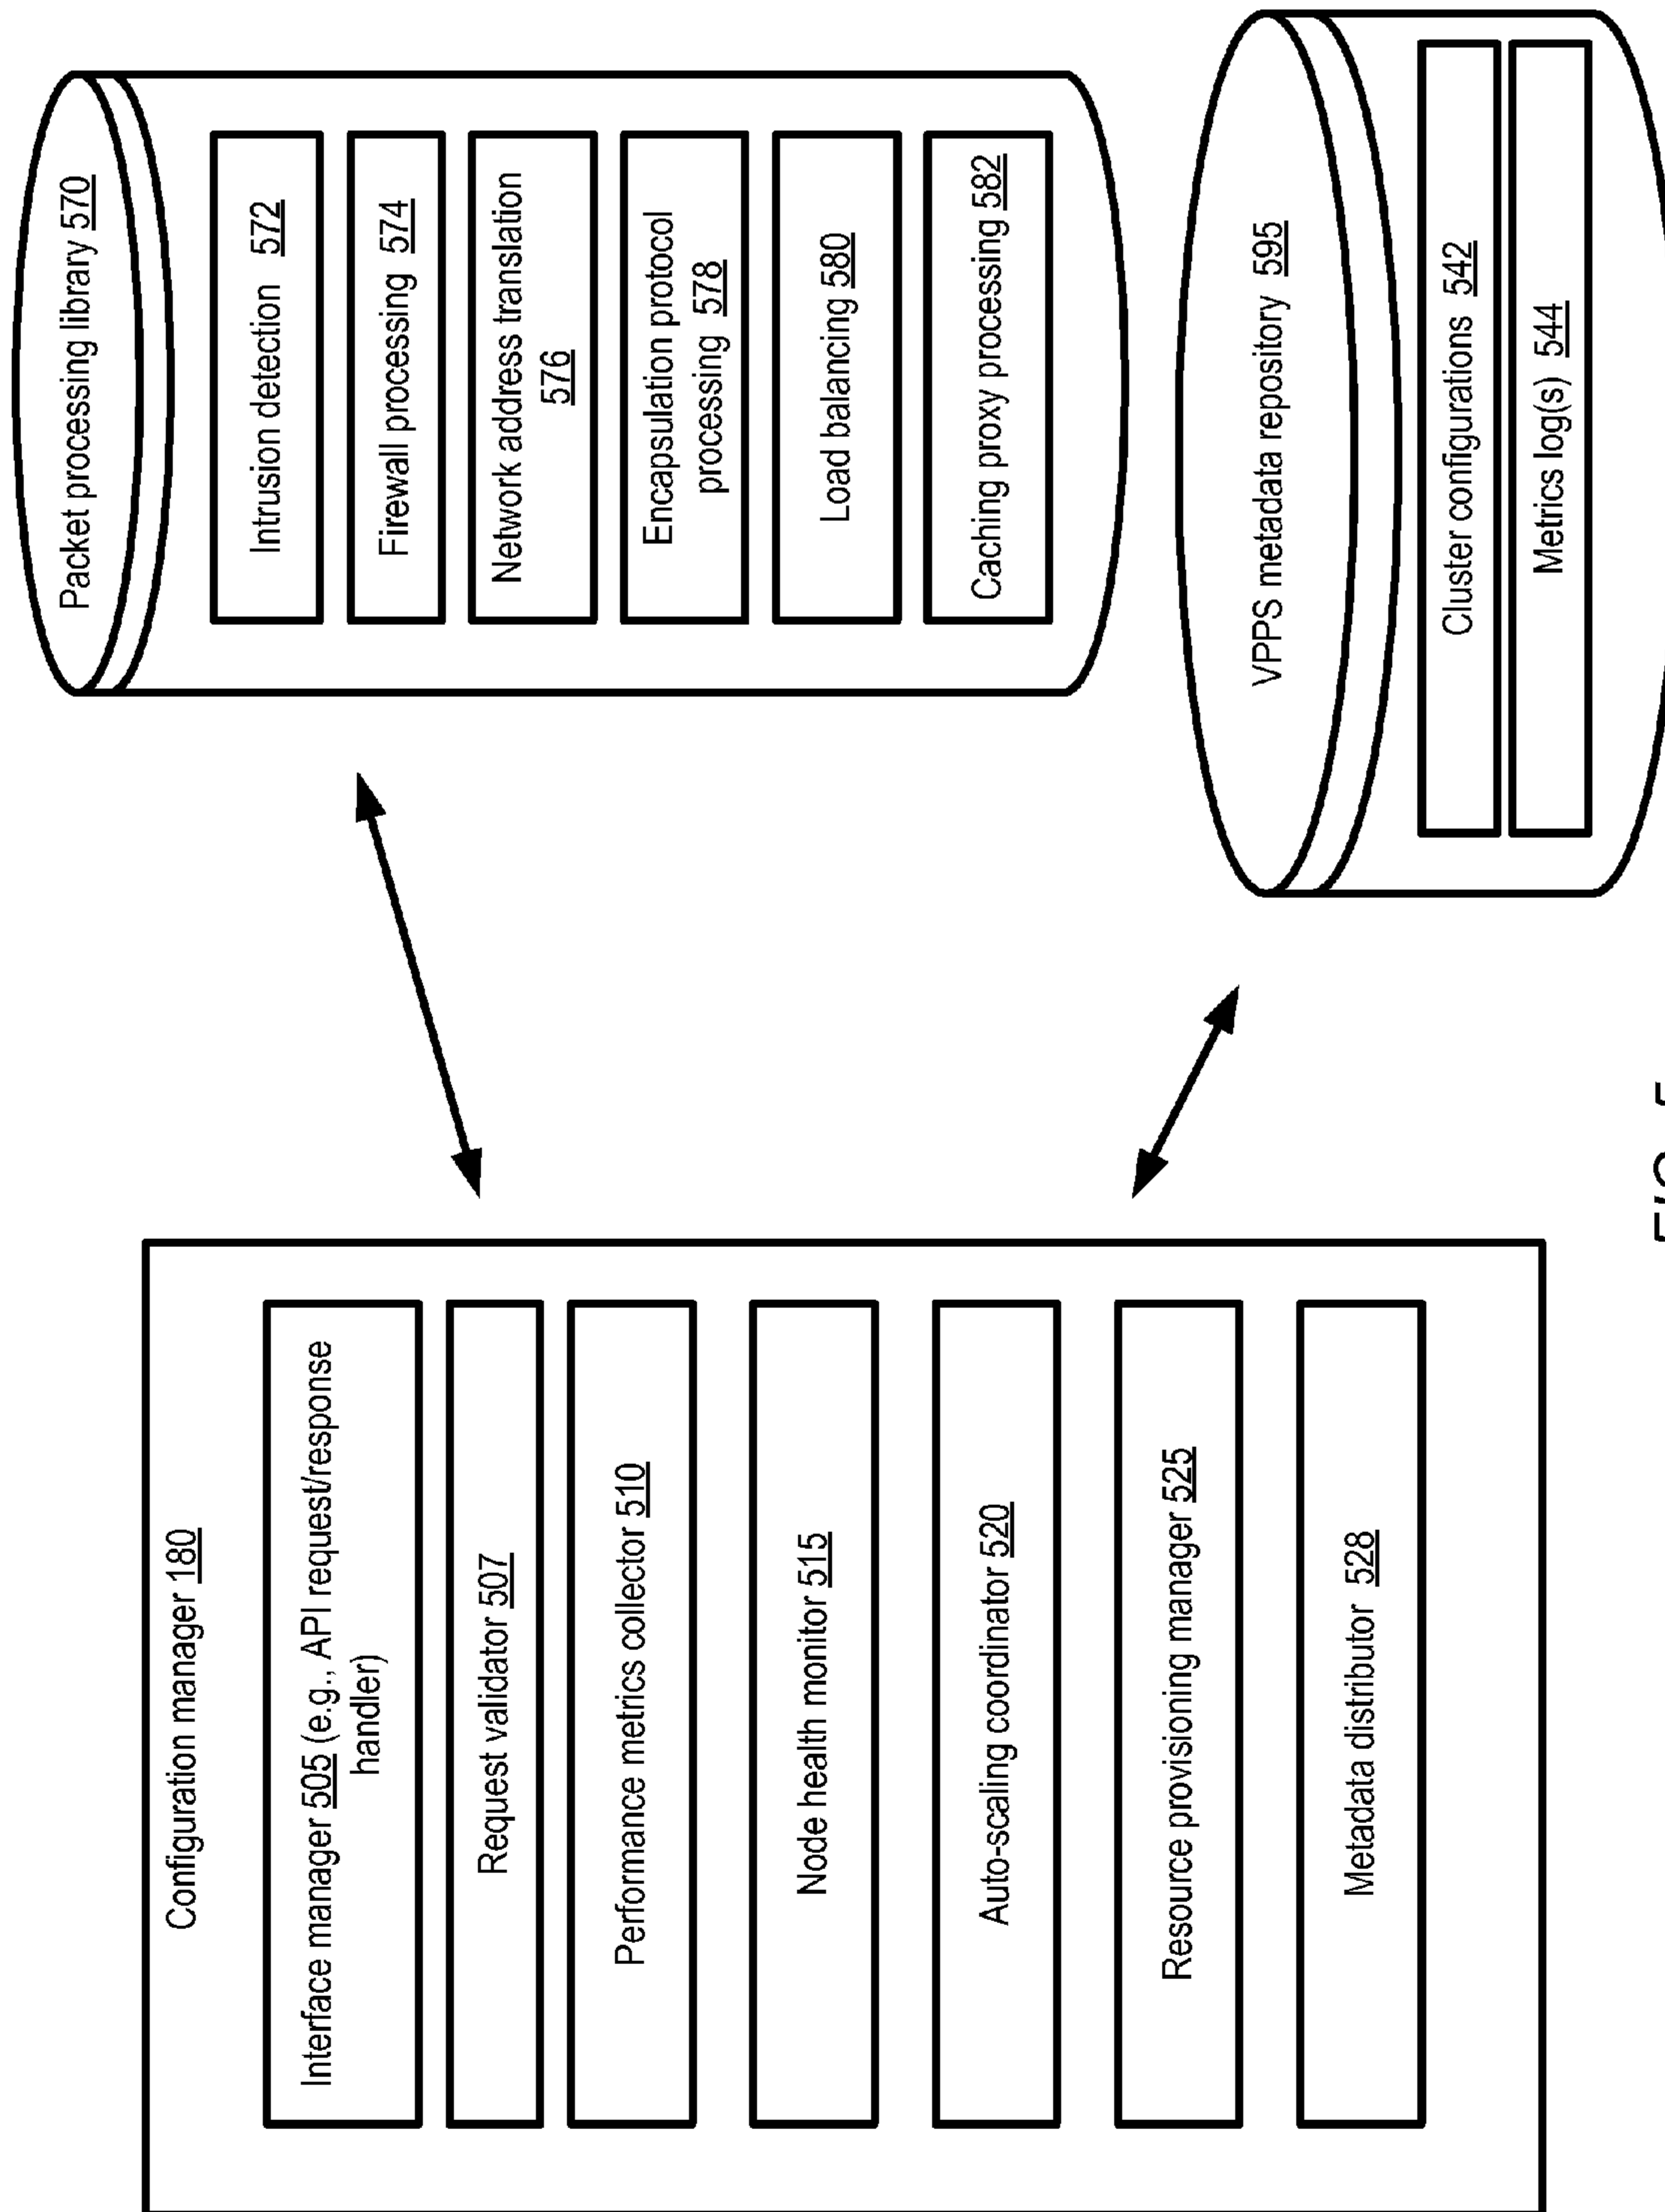 Configuration manager 180
Interface manager 505 (e.g., API request/response
handler)
Request validator 507
Performance metrics collector 510
Node health monitor 515
Auto-scaling coordinator 520
Resource provisioning manager 525
Metadata distributor 528
Packet processing library 570
Intrusion detection 572
Firewall processing 574
Network address translation
576
Encapsulation protocol
processing 578
Load balancing 580
Caching proxy processing 582
VPPS metadata repository 595
Cluster configurations 542
Metrics log(s) 544
FIG. 5